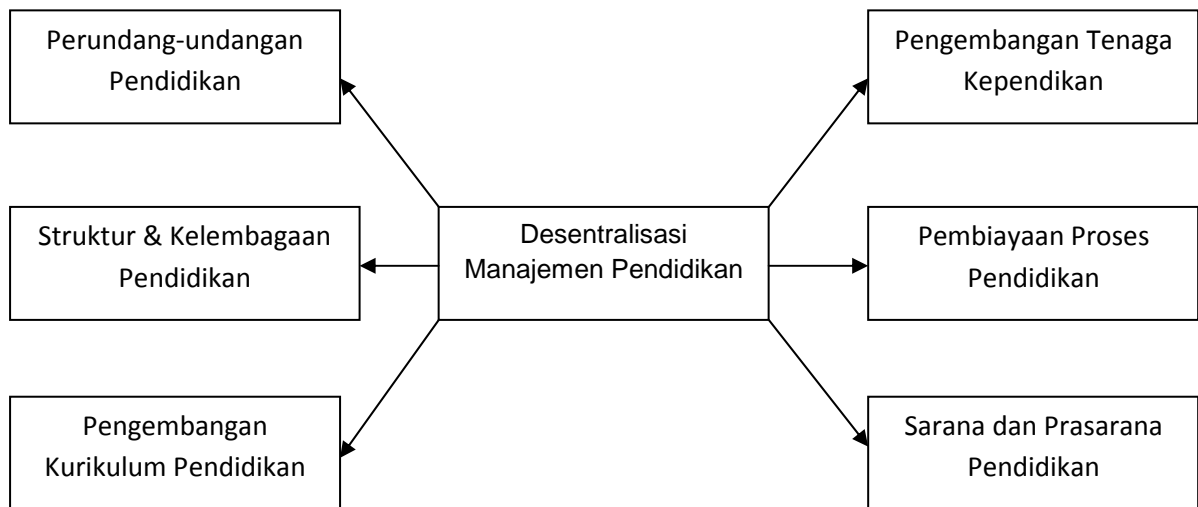 Perundang-undangan
Pendidikan
Pengembangan Tenaga
Kependikan
Struktur & Kelembagaan
Pendidikan
Desentralisasi
Manajemen Pendidikan
Pembiayaan Proses
Pendidikan
Pengembangan
Kurikulum Pendidikan
Sarana dan Prasarana
Pendidikan